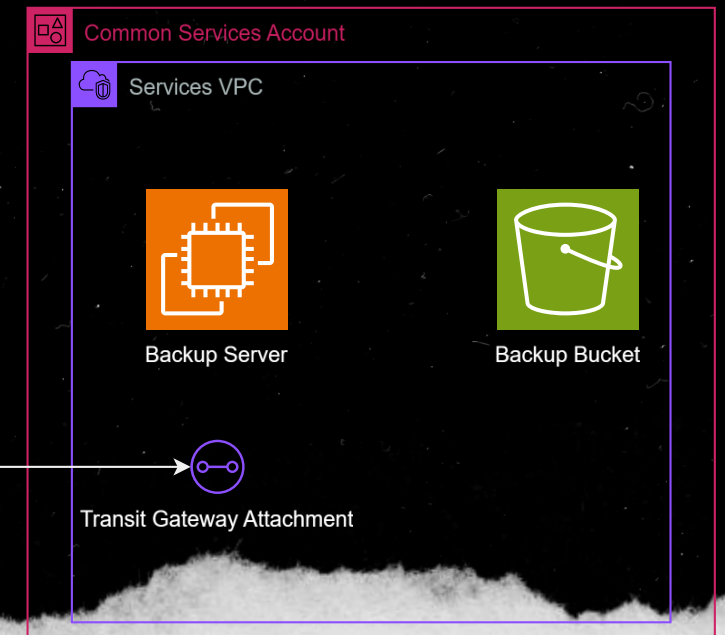 Common Services Account
Services VPC
Backup Server
Backup Bucket
Transit Gateway Attachment